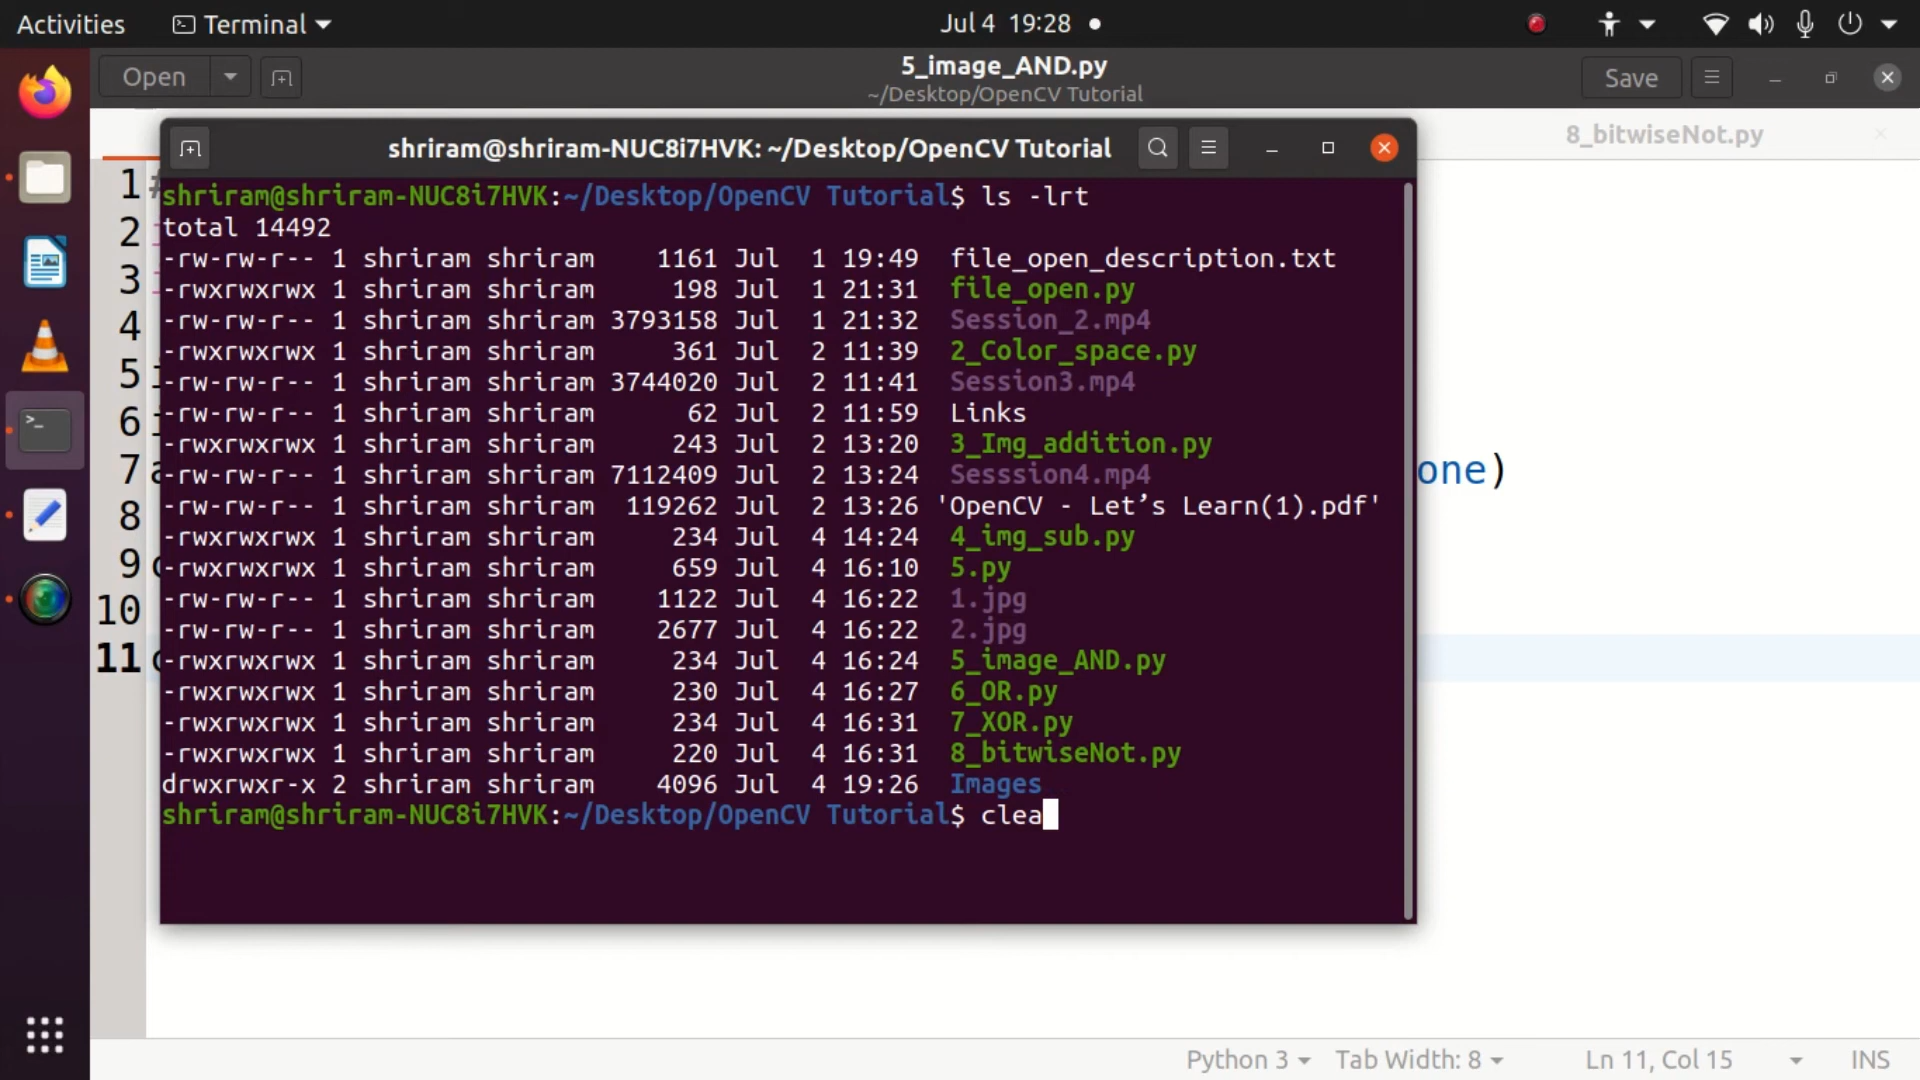 Activities Terminal Jul 4 19:28
Open 5_image_AND.py Save
~/Desktop/OpenCV Tutorial
8_bitwiseNot.py
shriram@shriram-NUC8i7HVK: ~/Desktop/OpenCV Tutorial
1 #
2
3
4
5
6
7 a one)
8
9
10
11
shriram@shriram-NUC8i7HVK:~/Desktop/OpenCV Tutorial$ ls -lrt
total 14492
-rw-rw-r-- 1 shriram shriram 1161 Jul 1 19:49 file_open_description.txt
-rwxrwxrwx 1 shriram shriram 198 Jul 1 21:31 file_open.py
-rw-rw-r-- 1 shriram shriram 3793158 Jul 1 21:32 Session_2.mp4
-rwxrwxrwx 1 shriram shriram 361 Jul 2 11:39 2_Color_space.py
-rw-rw-r-- 1 shriram shriram 3744020 Jul 2 11:41 Session3.mp4
-rw-rw-r-- 1 shriram shriram 62 Jul 2 11:59 Links
-rwxrwxrwx 1 shriram shriram 243 Jul 2 13:20 3_Img_addition.py
-rw-rw-r-- 1 shriram shriram 7112409 Jul 2 13:24 Sesssion4.mp4
-rw-rw-r-- 1 shriram shriram 119262 Jul 2 13:26 'OpenCV - Let’s Learn(1).pdf'
-rwxrwxrwx 1 shriram shriram 234 Jul 4 14:24 4_img_sub.py
-rwxrwxrwx 1 shriram shriram 659 Jul 4 16:10 5.py
-rw-rw-r-- 1 shriram shriram 1122 Jul 4 16:22 1.jpg
-rw-rw-r-- 1 shriram shriram 2677 Jul 4 16:22 2.jpg
-rwxrwxrwx 1 shriram shriram 234 Jul 4 16:24 5_image_AND.py
-rwxrwxrwx 1 shriram shriram 230 Jul 4 16:27 6_OR.py
-rwxrwxrwx 1 shriram shriram 234 Jul 4 16:31 7_XOR.py
-rwxrwxrwx 1 shriram shriram 220 Jul 4 16:31 8_bitwiseNot.py
drwxrwxr-x 2 shriram shriram 4096 Jul 4 19:26 Images
shriram@shriram-NUC8i7HVK:~/Desktop/OpenCV Tutorial$ clea
Python 3 Tab Width: 8 Ln 11, Col 15 INS